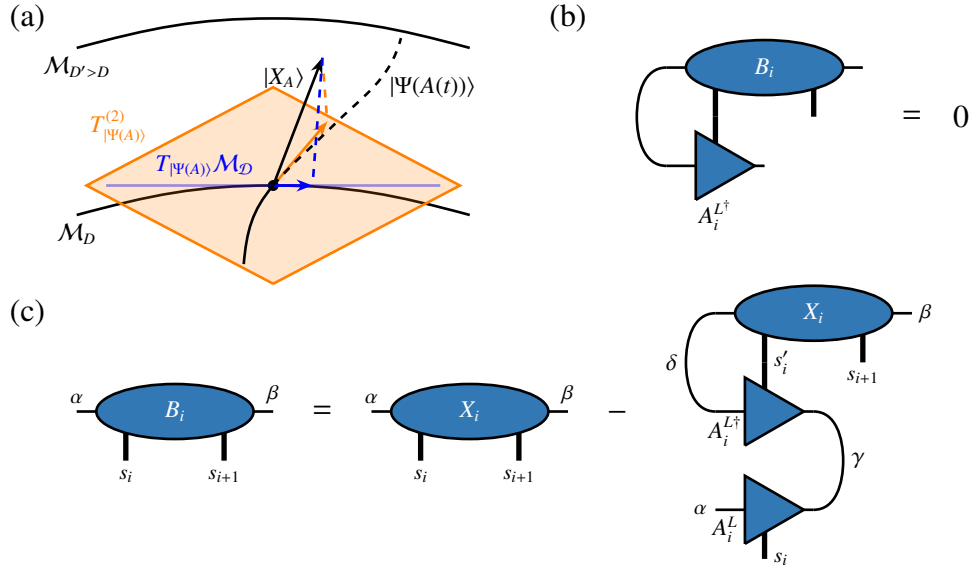 (a)
M_{D'>D}
|X_A⟩
|Ψ(A(t))⟩
T^{(2)}_{|Ψ(A)⟩}
T_{|Ψ(A)⟩}M_D
M_D
(b)
B_i
= 0
A_i^{L†}
(c)
α B_i β = α X_i β −
s_i s_{i+1} s_i s_{i+1}
X_i β
δ s'_i s_{i+1}
A_i^{L†}
γ
α A_i^L
s_i